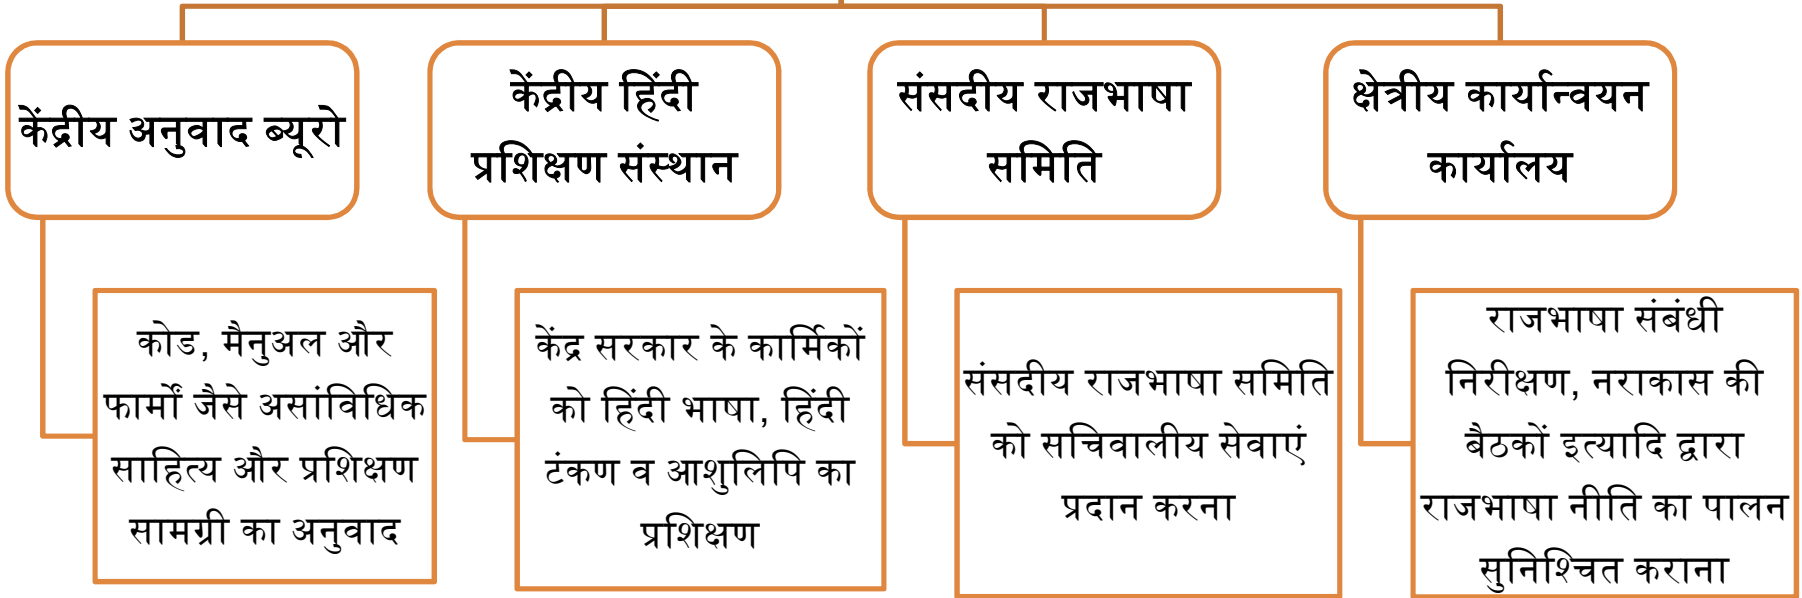 केंद्रीय अनुवाद ब्यूरो
केंद्रीय हिंदी
प्रशिक्षण संस्थान
संसदीय राजभाषा
समिति
क्षेत्रीय कार्यान्वयन
कार्यालय
कोड, मैनुअल और
फार्मों जैसे असांविधिक
साहित्य और प्रशिक्षण
सामग्री का अनुवाद
केंद्र सरकार के कार्मिकों
को हिंदी भाषा, हिंदी
टंकण व आशुलिपि का
प्रशिक्षण
संसदीय राजभाषा समिति
को सचिवालीय सेवाएं
प्रदान करना
राजभाषा संबंधी
निरीक्षण, नराकास की
बैठकों इत्यादि द्वारा
राजभाषा नीति का पालन
सुनिश्चित कराना